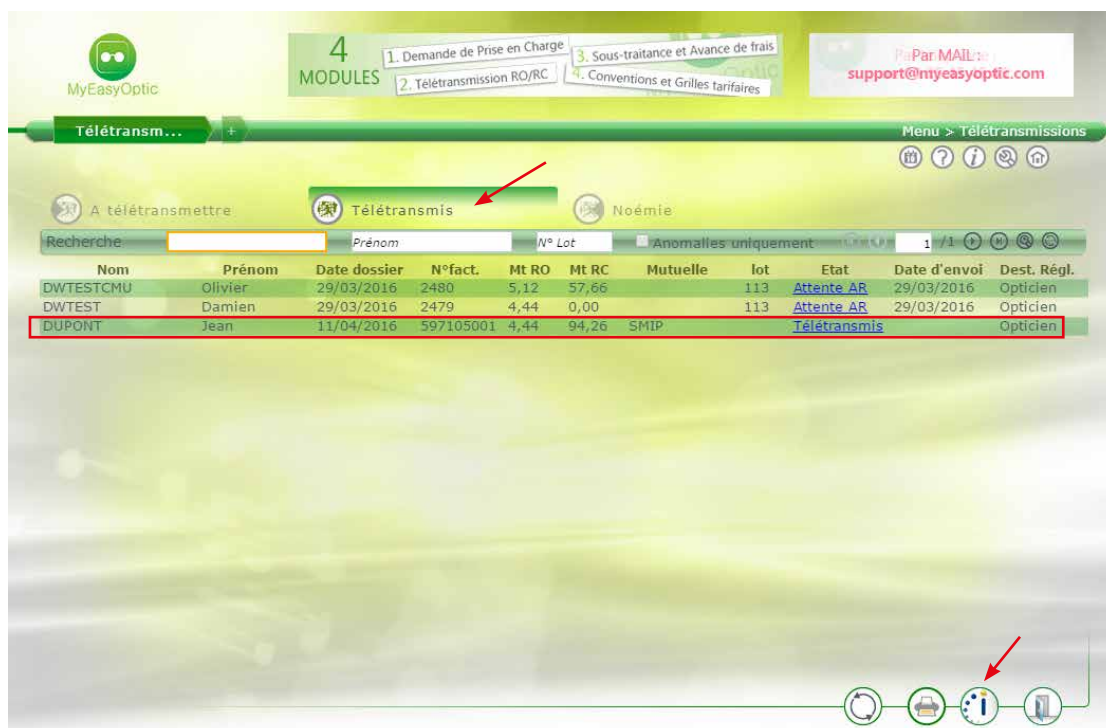 MyEasyOptic
4 MODULES
1. Demande de Prise en Charge
2. Télétransmission RO/RC
3. Sous-traitance et Avance de frais
4. Conventions et Grilles tarifaires
Par MAIL :
support@myeasyoptic.com
Télétransm... +
Menu > Télétransmissions
A télétransmettre Télétransmis Noémie
Recherche Prénom N° Lot Anomalies uniquement 1 /1
Nom Prénom Date dossier N°fact. Mt RO Mt RC Mutuelle lot Etat Date d'envoi Dest. Régl.
DWTESTCMU Olivier 29/03/2016 2480 5,12 57,66 113 Attente AR 29/03/2016 Opticien
DWTEST Damien 29/03/2016 2479 4,44 0,00 113 Attente AR 29/03/2016 Opticien
DUPONT Jean 11/04/2016 597105001 4,44 94,26 SMIP Télétransmis Opticien